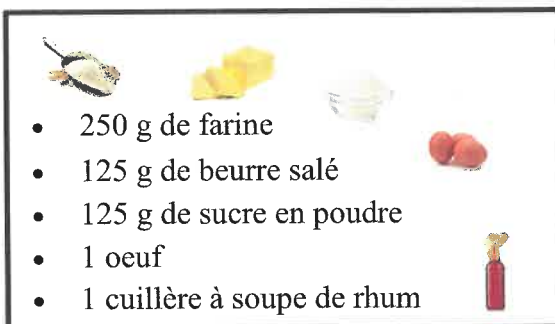 • 250 g de farine
• 125 g de beurre salé
• 125 g de sucre en poudre
• 1 oeuf
• 1 cuillère à soupe de rhum